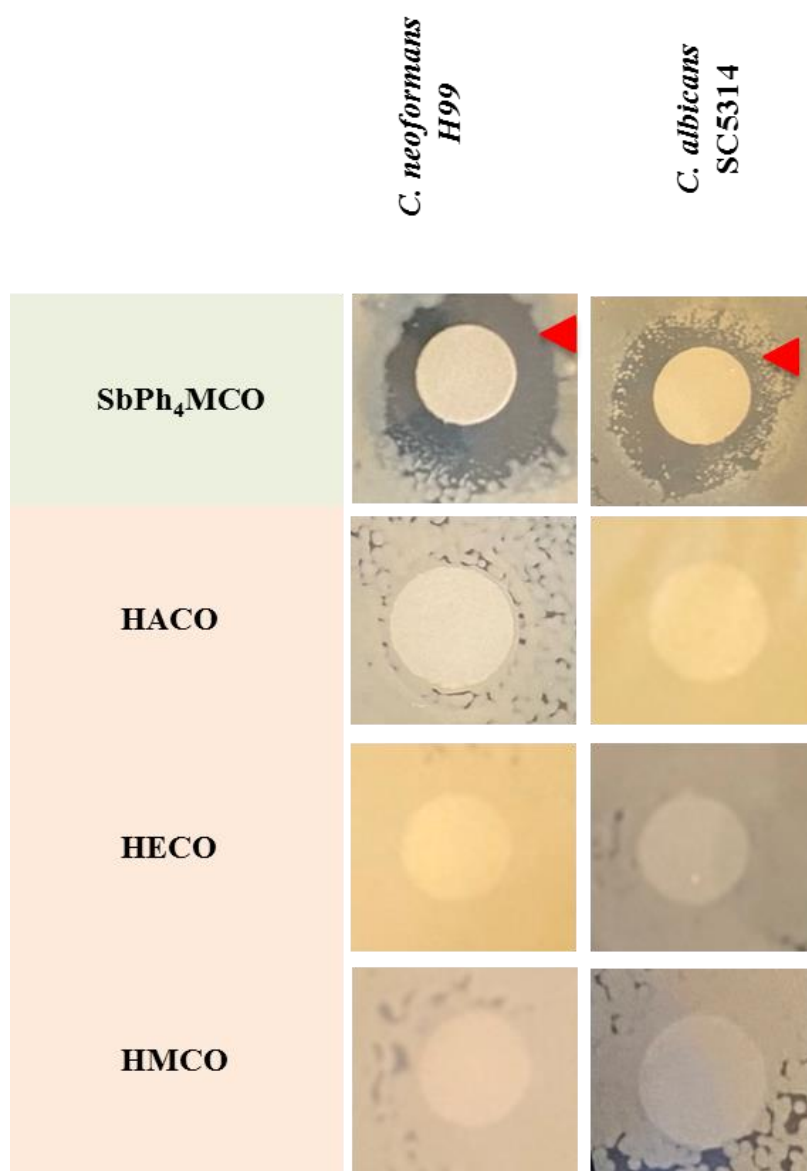 C. neoformans
H99
C. albicans
SC5314
SbPh₄MCO
HACO
HECO
HMCO